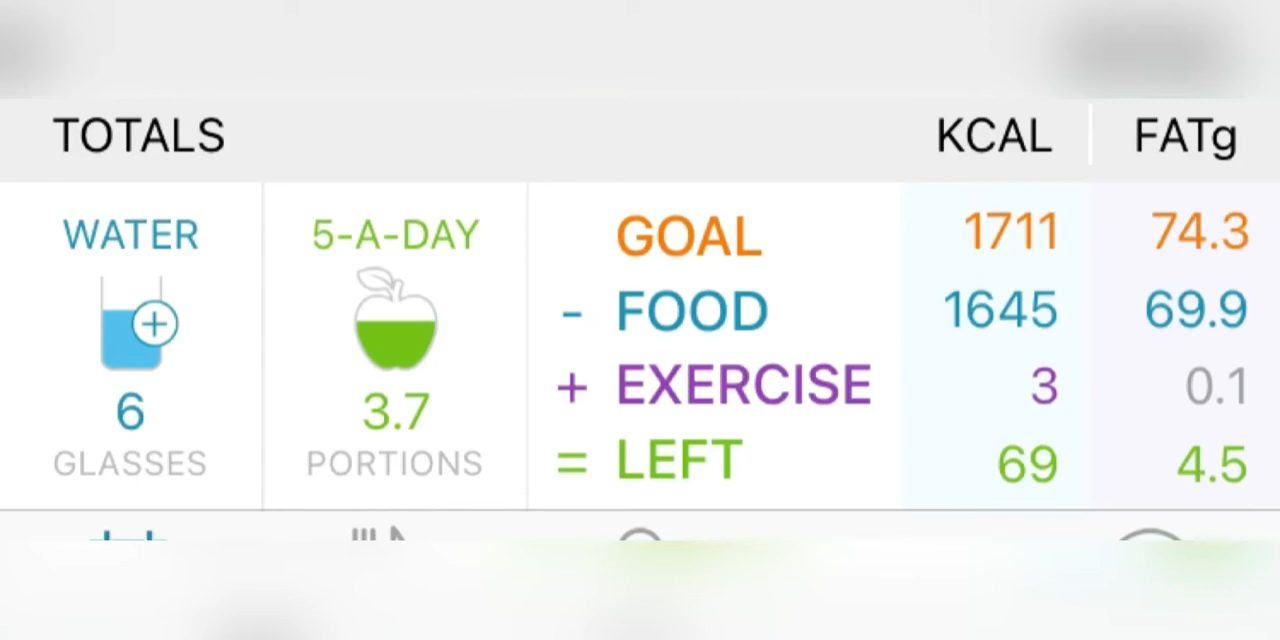 TOTALS KCAL FATg
WATER 5-A-DAY GOAL 1711 74.3
- FOOD 1645 69.9
+ EXERCISE 3 0.1
6 3.7
GLASSES PORTIONS = LEFT 69 4.5